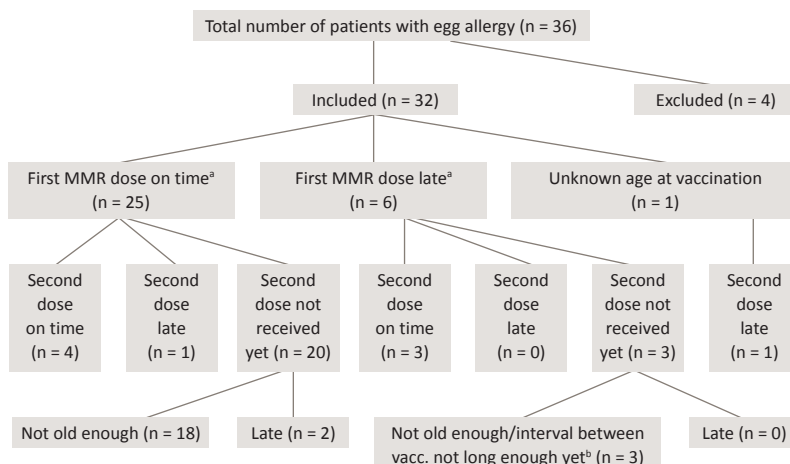 Total number of patients with egg allergy (n = 36)
Included (n = 32)
Excluded (n = 4)
First MMR dose on timeᵃ
(n = 25)
First MMR dose lateᵃ
(n = 6)
Unknown age at vaccination
(n = 1)
Second
dose
on time
(n = 4)
Second
dose
late
(n = 1)
Second
dose not
received
yet (n = 20)
Second
dose
on time
(n = 3)
Second
dose
late
(n = 0)
Second
dose not
received
yet (n = 3)
Second
dose
late
(n = 1)
Not old enough (n = 18)
Late (n = 2)
Not old enough/interval between
vacc. not long enough yetᵇ (n = 3)
Late (n = 0)